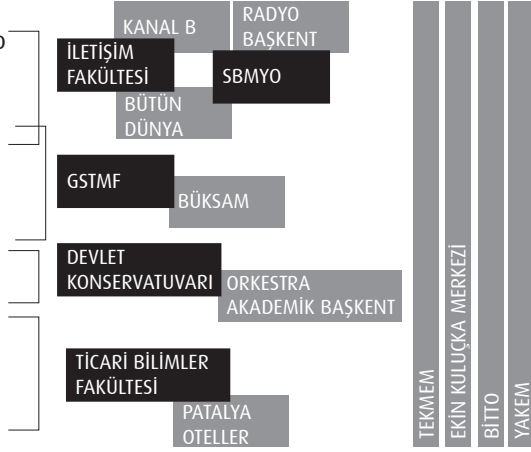 KANAL B
RADYO
BAŞKENT
İLETİŞİM
FAKÜLTESİ
SBMYO
BÜTÜN
DÜNYA
GSTMF
BÜKSAM
DEVLET
KONSERVATUVARI
ORKESTRA
AKADEMİK BAŞKENT
TİCARİ BİLİMLER
FAKÜLTESİ
PATALYA
OTELLER
TEKMEM
EKİN KULUÇKA MERKEZİ
BİTTO
YAKEM